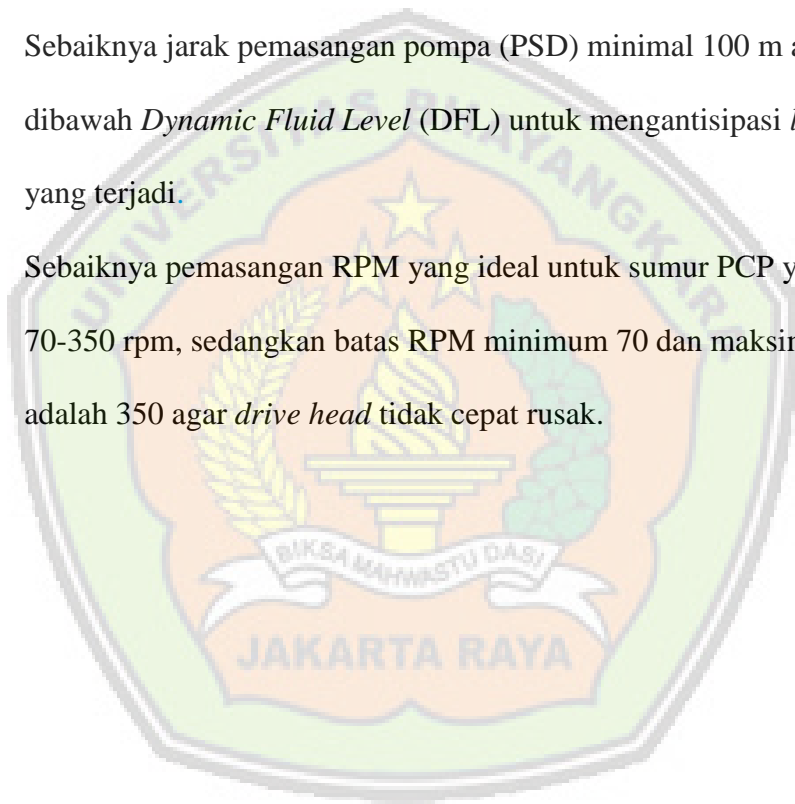 Sebaiknya jarak pemasangan pompa (PSD) minimal 100 m
dibawah Dynamic Fluid Level (DFL) untuk mengantisipasi
yang terjadi.
Sebaiknya pemasangan RPM yang ideal untuk sumur PCP
70-350 rpm, sedangkan batas RPM minimum 70 dan
adalah 350 agar drive head tidak cepat rusak.
UNIVERSITAS BHAYANGKARA
BIKSA MAHWASTU DASI
JAKARTA RAYA